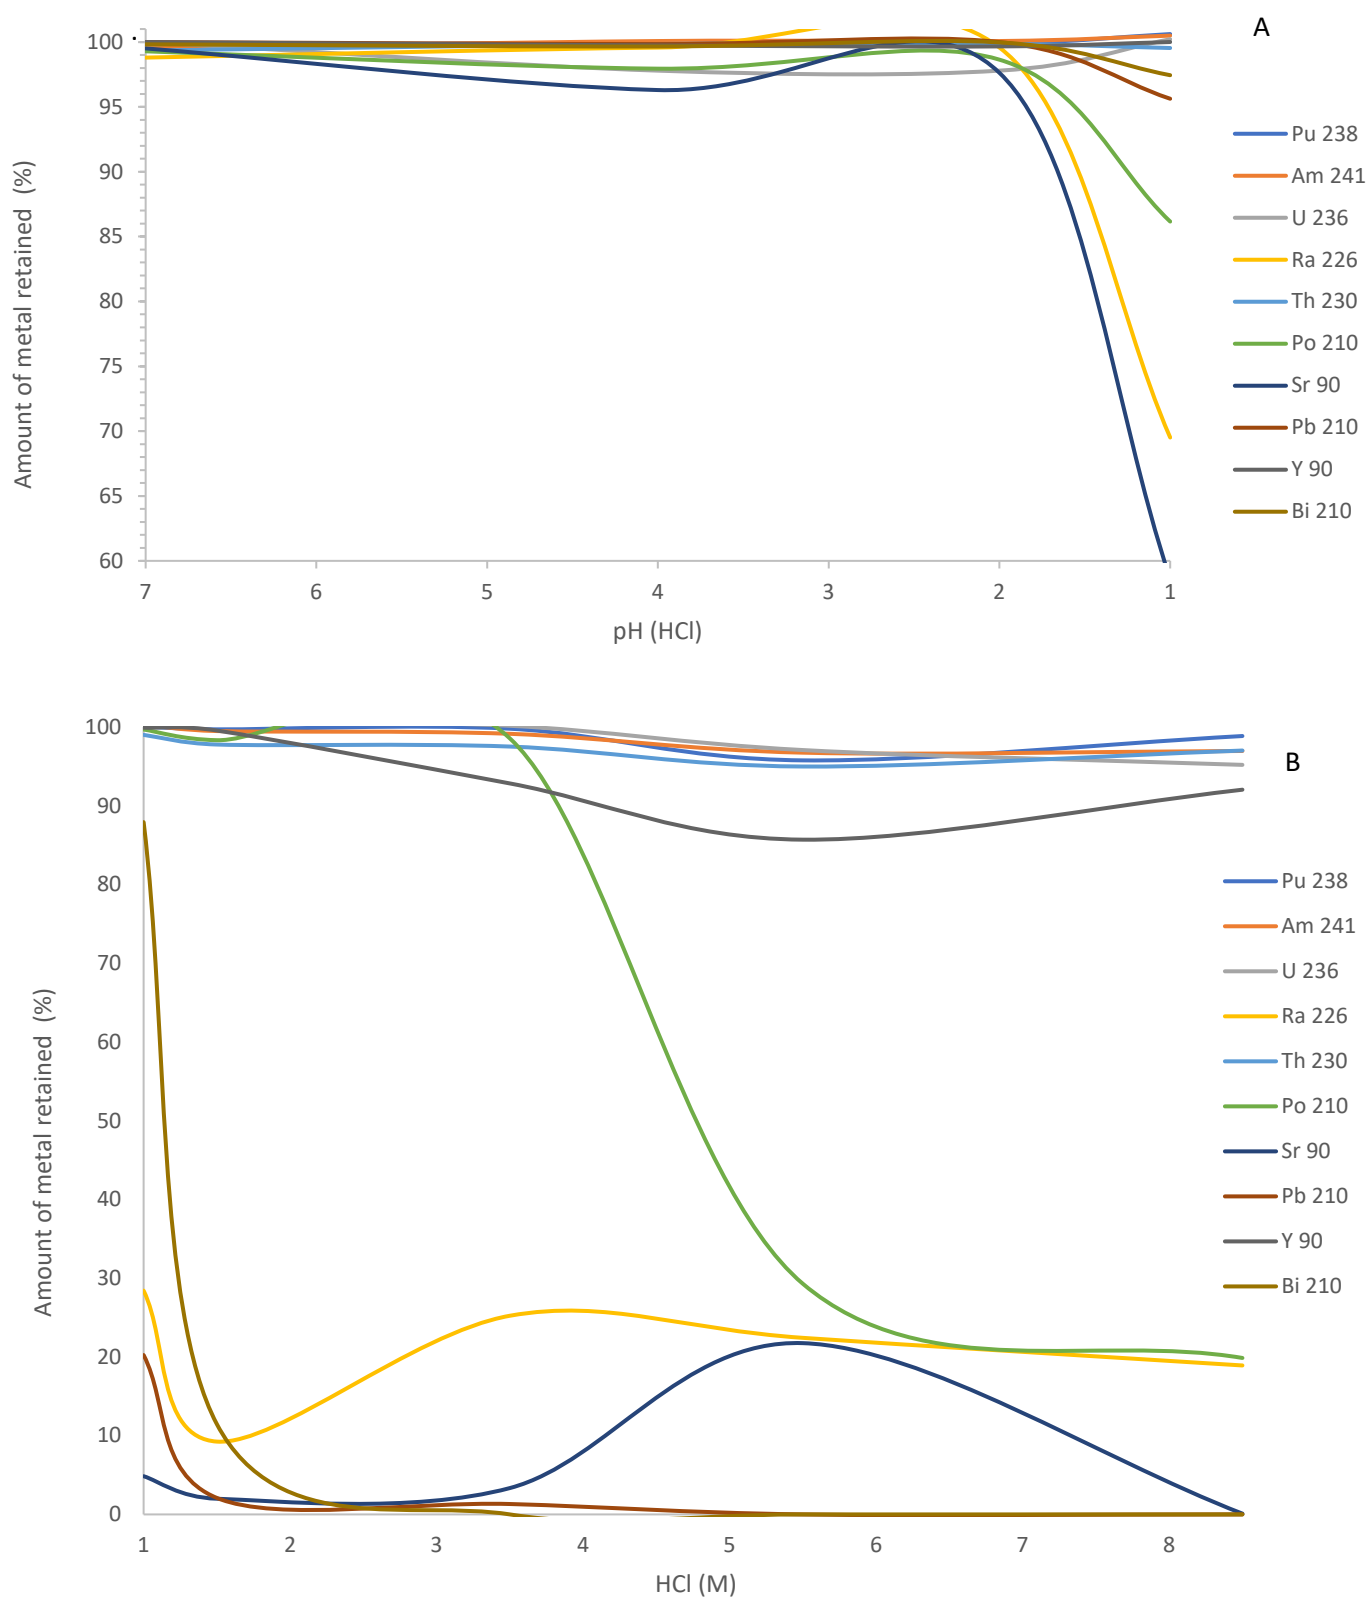 A
100
95
90
85
80
75
70
65
60
Amount of metal retained (%)
7 6 5 4 3 2 1
pH (HCl)
Pu 238
Am 241
U 236
Ra 226
Th 230
Po 210
Sr 90
Pb 210
Y 90
Bi 210
B
100
90
80
70
60
50
40
30
20
10
0
Amount of metal retained (%)
1 2 3 4 5 6 7 8
HCl (M)
Pu 238
Am 241
U 236
Ra 226
Th 230
Po 210
Sr 90
Pb 210
Y 90
Bi 210